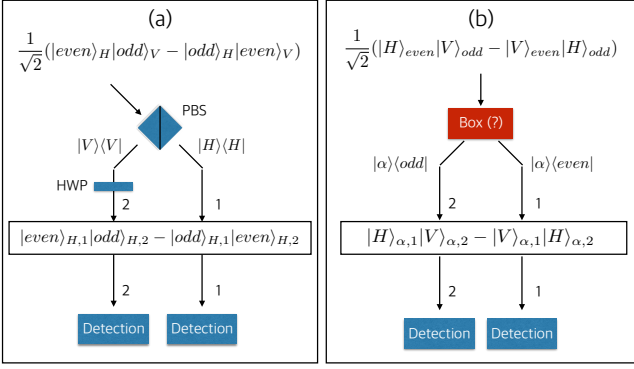 (a)
1/√2 (|even⟩_H|odd⟩_V − |odd⟩_H|even⟩_V)
PBS
|V⟩⟨V| |H⟩⟨H|
HWP
2 1
|even⟩_{H,1}|odd⟩_{H,2} − |odd⟩_{H,1}|even⟩_{H,2}
2 1
Detection Detection
(b)
1/√2 (|H⟩_{even}|V⟩_{odd} − |V⟩_{even}|H⟩_{odd})
Box (?)
|α⟩⟨odd| |α⟩⟨even|
2 1
|H⟩_{α,1}|V⟩_{α,2} − |V⟩_{α,1}|H⟩_{α,2}
2 1
Detection Detection